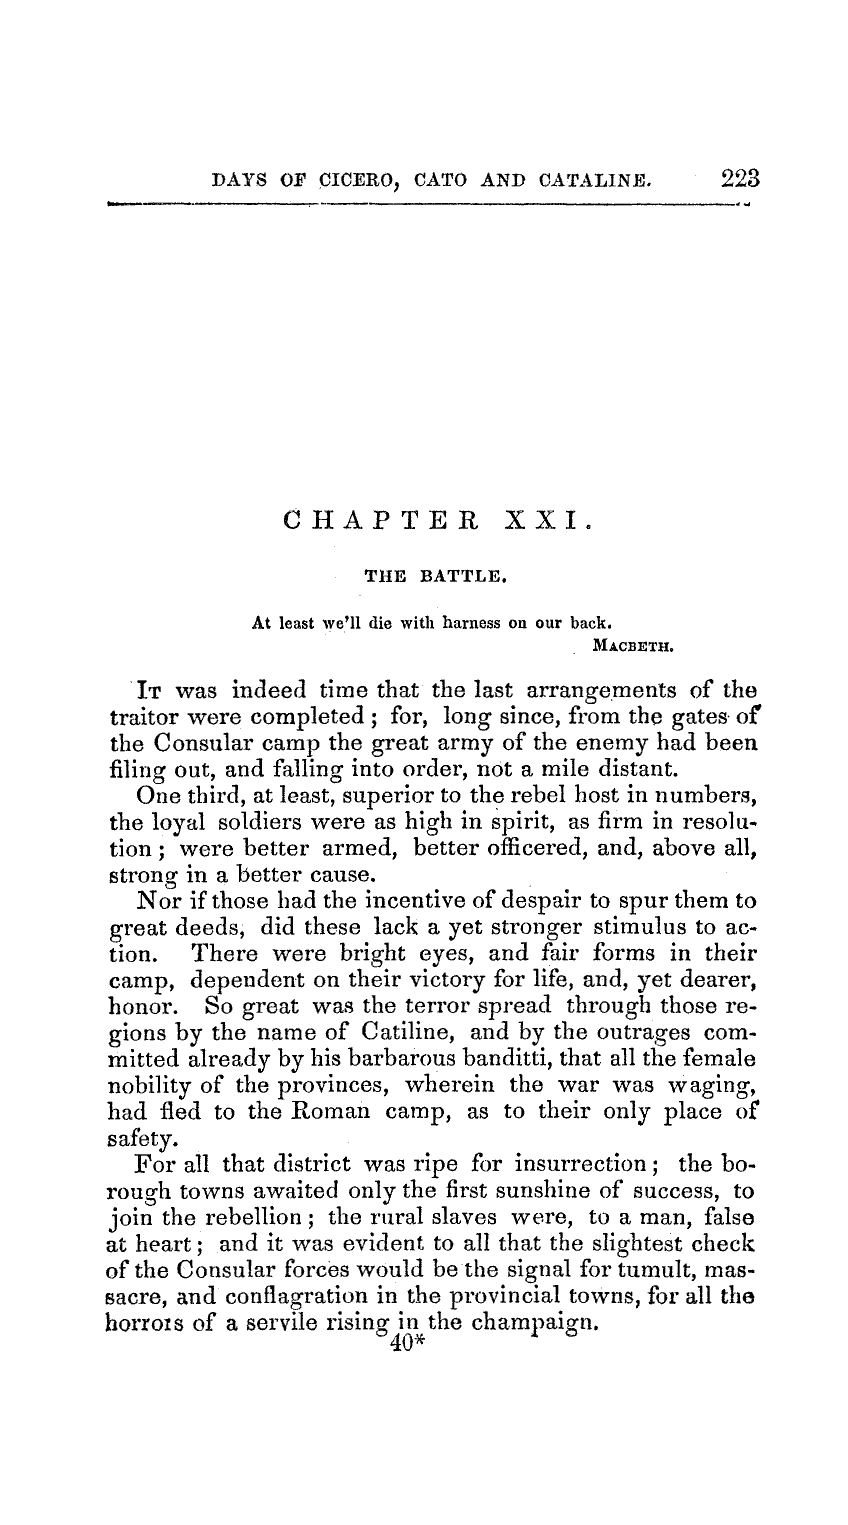 DAYS OF CICERO, CATO AND CATALINE. 223
CHAPTER XXI.
THE BATTLE.
At least we'll die with harness on our back.
MACBETH.
IT was indeed time that the last arrangements of the
traitor were completed ; for, long since, from the gates of
the Consular camp the great army of the enemy had been
filing out, and falling into order, not a mile distant.
One third, at least, superior to the rebel host in numbers,
the loyal soldiers were as high in spirit, as firm in resolu-
tion ; were better armed, better officered, and, above all,
strong in a better cause.
Nor if those had the incentive of despair to spur them to
great deeds, did these lack a yet stronger stimulus to ac-
tion. There were bright eyes, and fair forms in their
camp, dependent on their victory for life, and, yet dearer,
honor. So great was the terror spread through those re-
gions by the name of Catiline, and by the outrages com-
mitted already by his barbarous banditti, that all the female
nobility of the provinces, wherein the war was waging,
had fled to the Roman camp, as to their only place of
safety.
For all that district was ripe for insurrection ; the bo-
rough towns awaited only the first sunshine of success, to
join the rebellion ; the rural slaves were, to a man, false
at heart ; and it was evident to all that the slightest check
of the Consular forces would be the signal for tumult, mas-
sacre, and conflagration in the provincial towns, for all the
horrors of a servile rising in the champaign.
40*